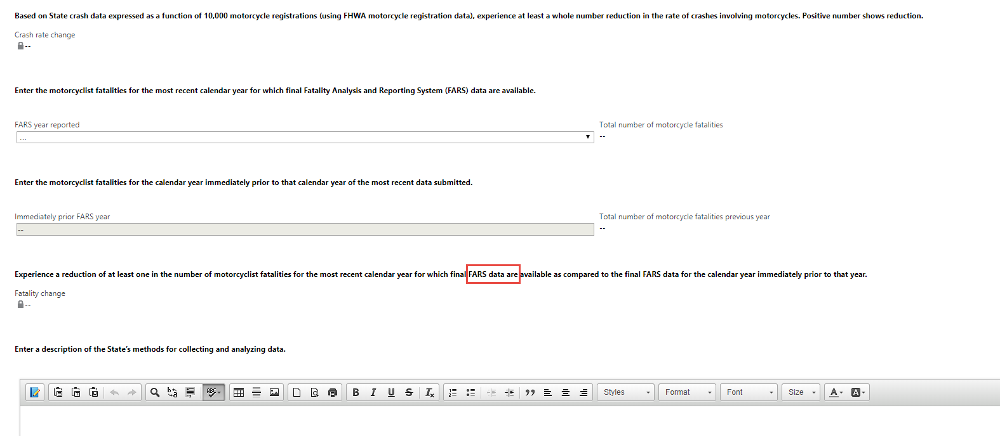 Based on State crash data expressed as a function of 10,000 motorcycle registrations (using FHWA motorcycle registration data), experience at least a whole number reduction in the rate of crashes involving motorcycles. Positive number shows reduction.
Crash rate change
--
Enter the motorcyclist fatalities for the most recent calendar year for which final Fatality Analysis and Reporting System (FARS) data are available.
FARS year reported Total number of motorcycle fatalities
... --
Enter the motorcyclist fatalities for the calendar year immediately prior to that calendar year of the most recent data submitted.
Immediately prior FARS year Total number of motorcycle fatalities previous year
-- --
Experience a reduction of at least one in the number of motorcyclist fatalities for the most recent calendar year for which final FARS data are available as compared to the final FARS data for the calendar year immediately prior to that year.
Fatality change
--
Enter a description of the State's methods for collecting and analyzing data.
ABC B I U S Tx Styles Format Font Size A A